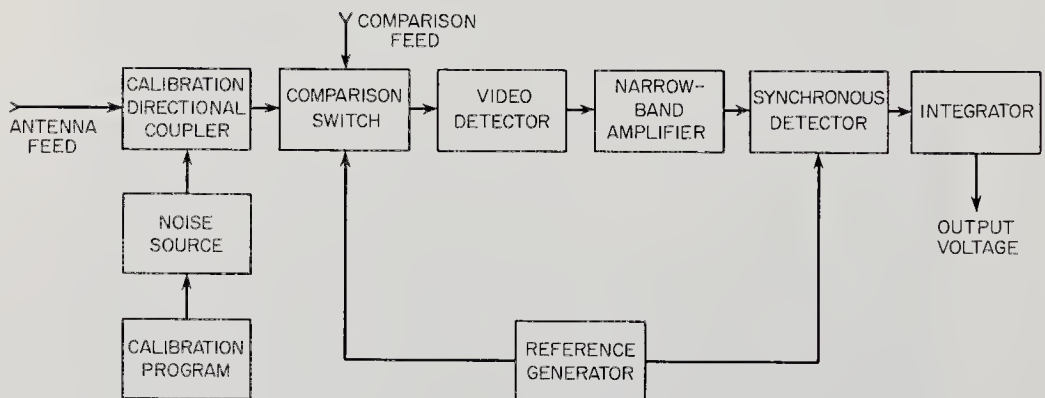 COMPARISON
FEED
ANTENNA
FEED
CALIBRATION
DIRECTIONAL
COUPLER
COMPARISON
SWITCH
VIDEO
DETECTOR
NARROW-
BAND
AMPLIFIER
SYNCHRONOUS
DETECTOR
INTEGRATOR
NOISE
SOURCE
OUTPUT
VOLTAGE
CALIBRATION
PROGRAM
REFERENCE
GENERATOR